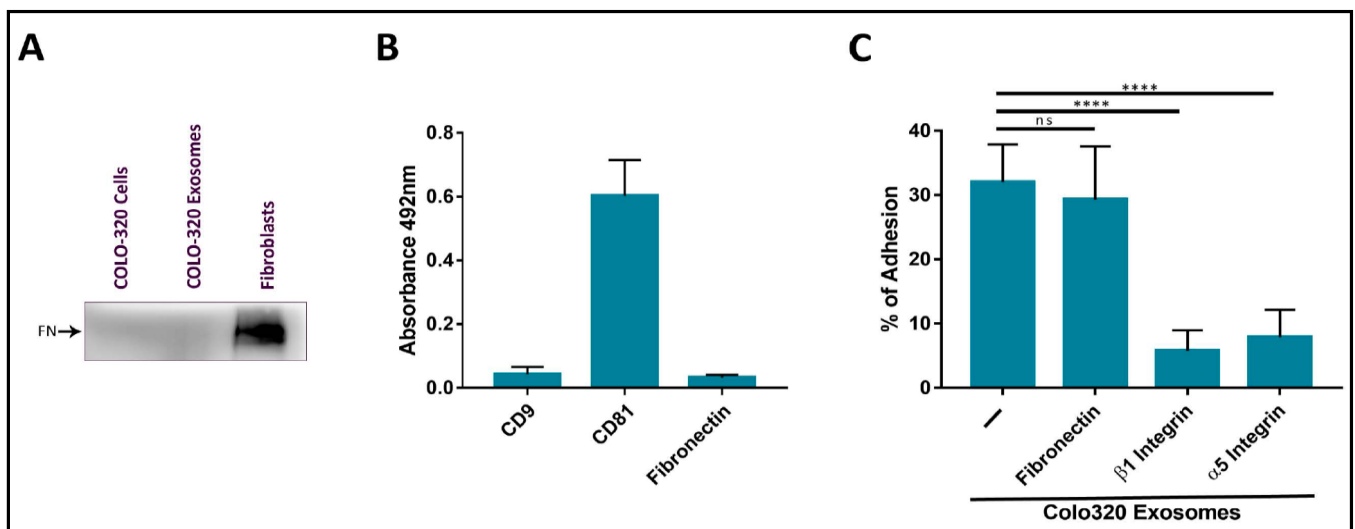 A
COLO-320 Cells
COLO-320 Exosomes
Fibroblasts
FN
B
Absorbance 492nm
0.8
0.6
0.4
0.2
0.0
CD9
CD81
Fibronectin
C
****
****
ns
% of Adhesion
40
30
20
10
0
—
Fibronectin
β1 Integrin
α5 Integrin
Colo320 Exosomes